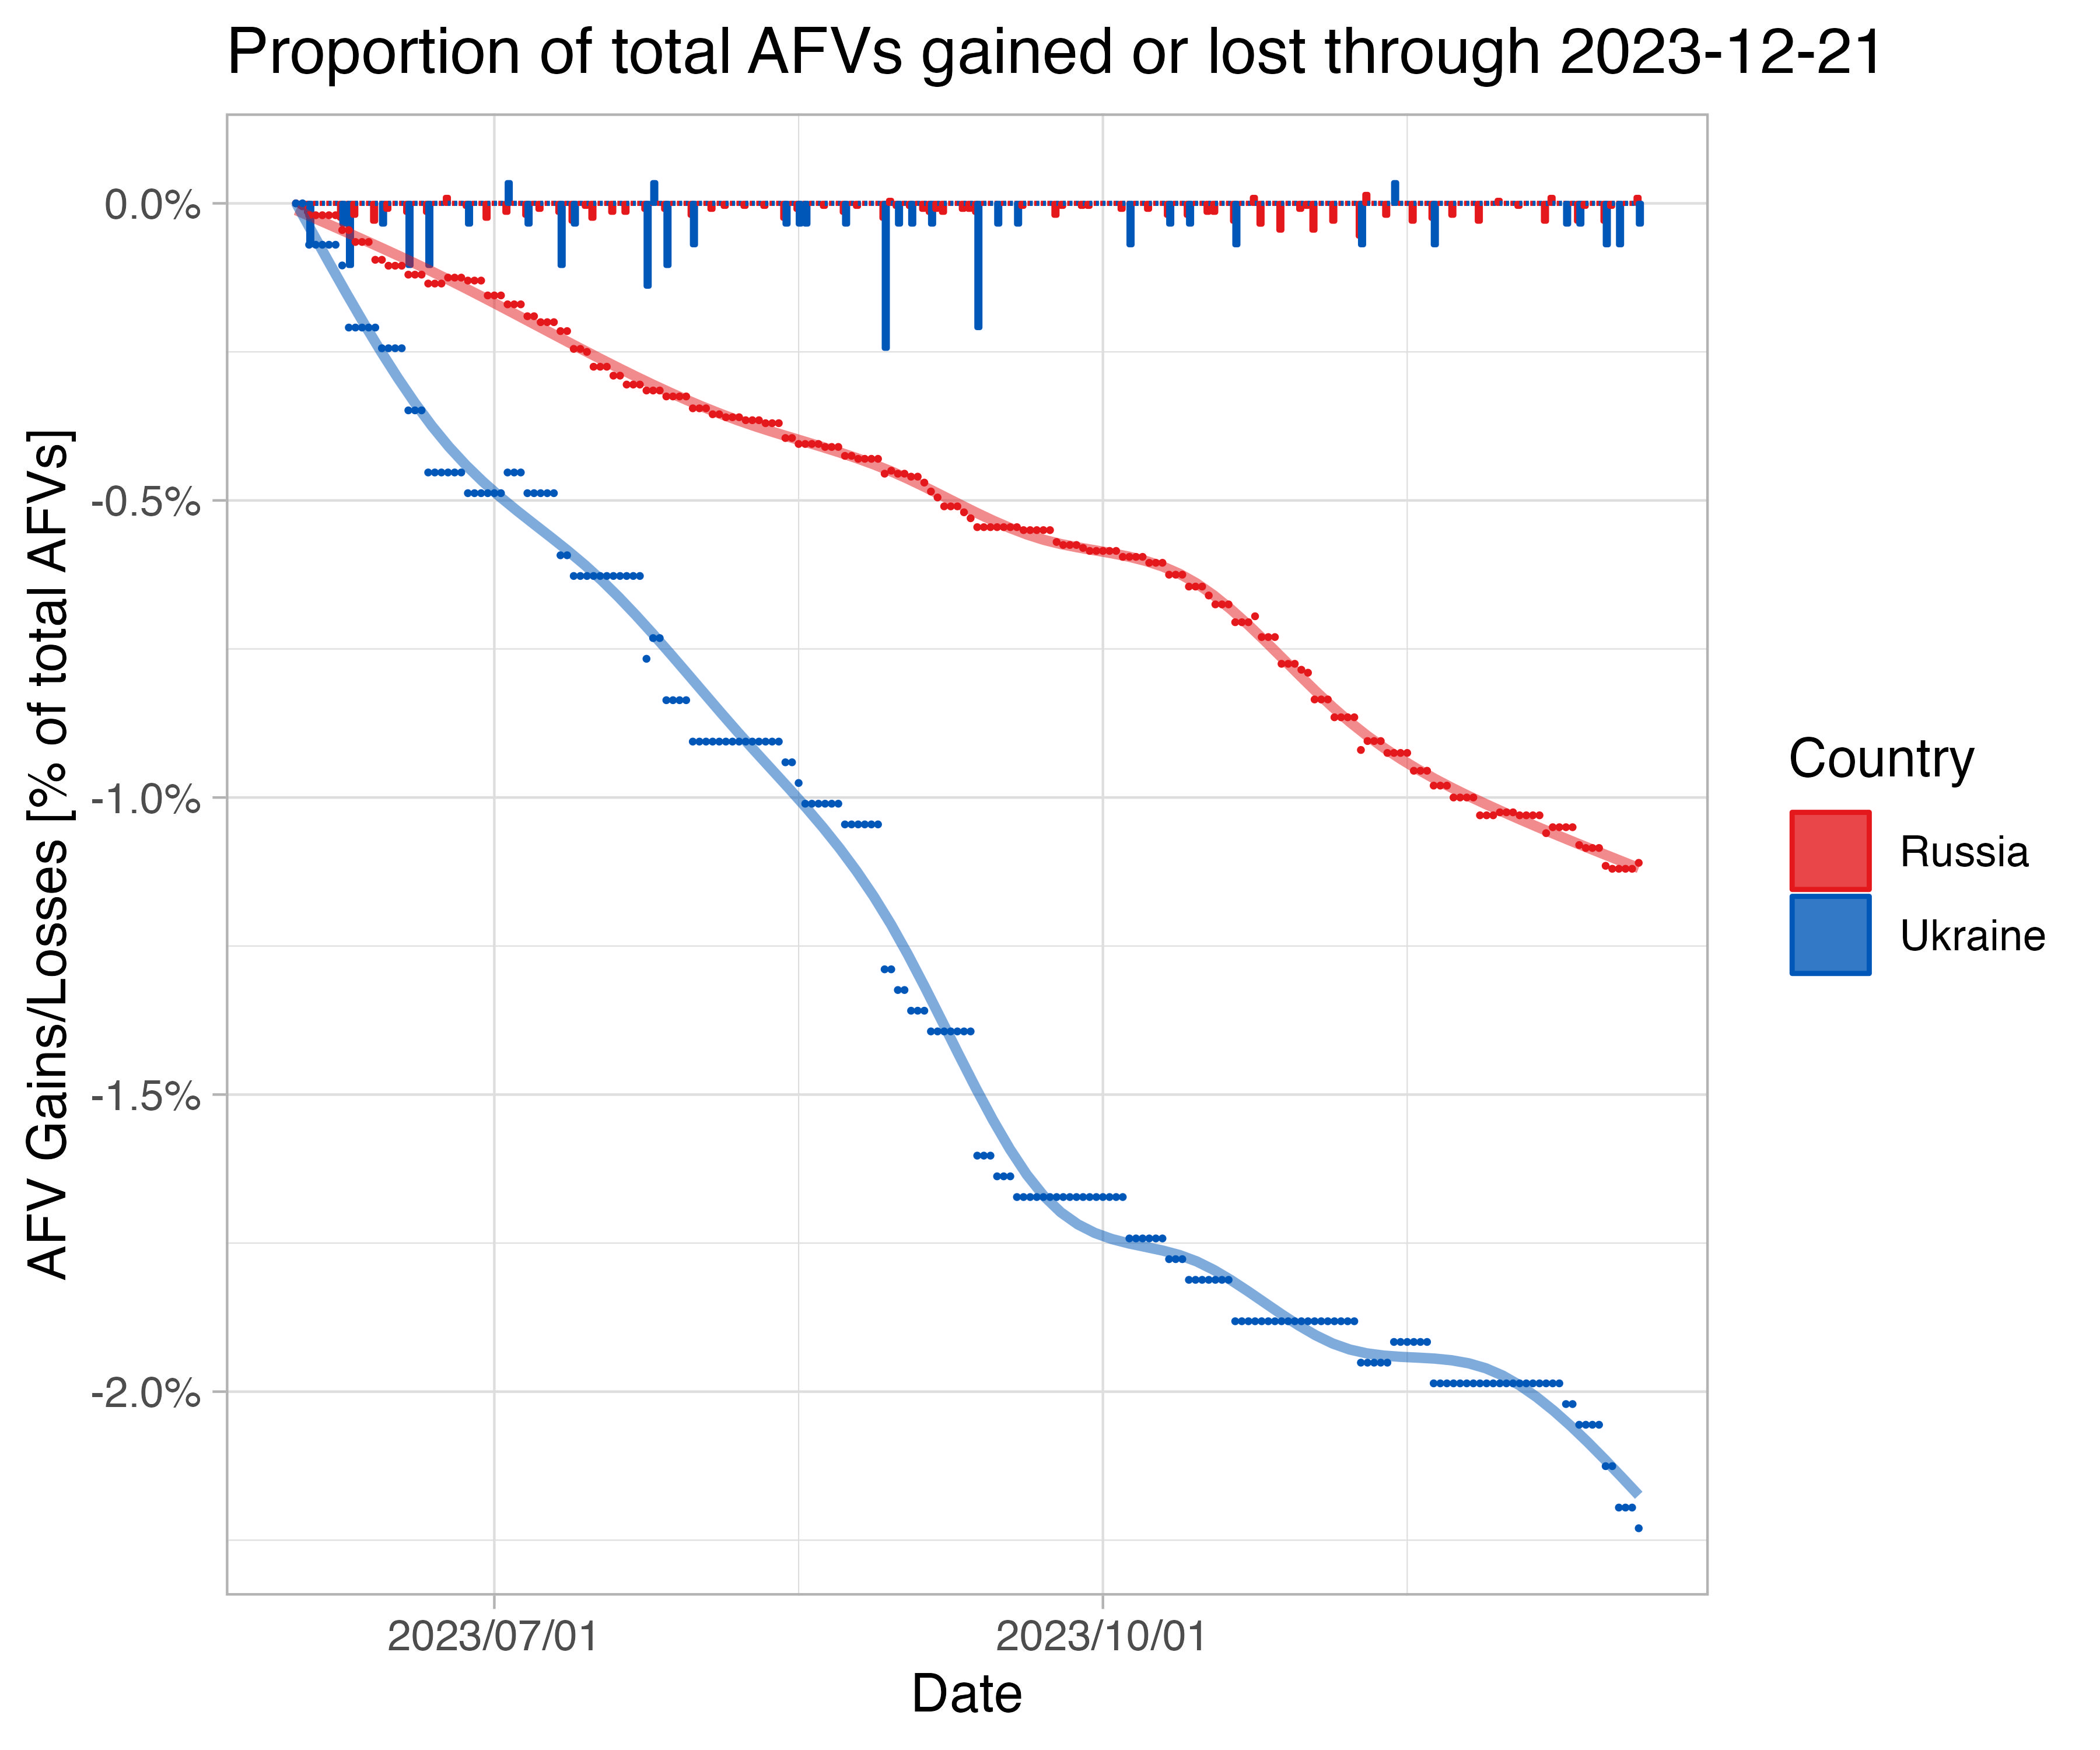 Proportion of total AFVs gained or lost through 2023-12-21
AFV Gains/Losses [% of total AFVs]
0.0%
-0.5%
-1.0%
-1.5%
-2.0%
2023/07/01
2023/10/01
Date
Country
Russia
Ukraine